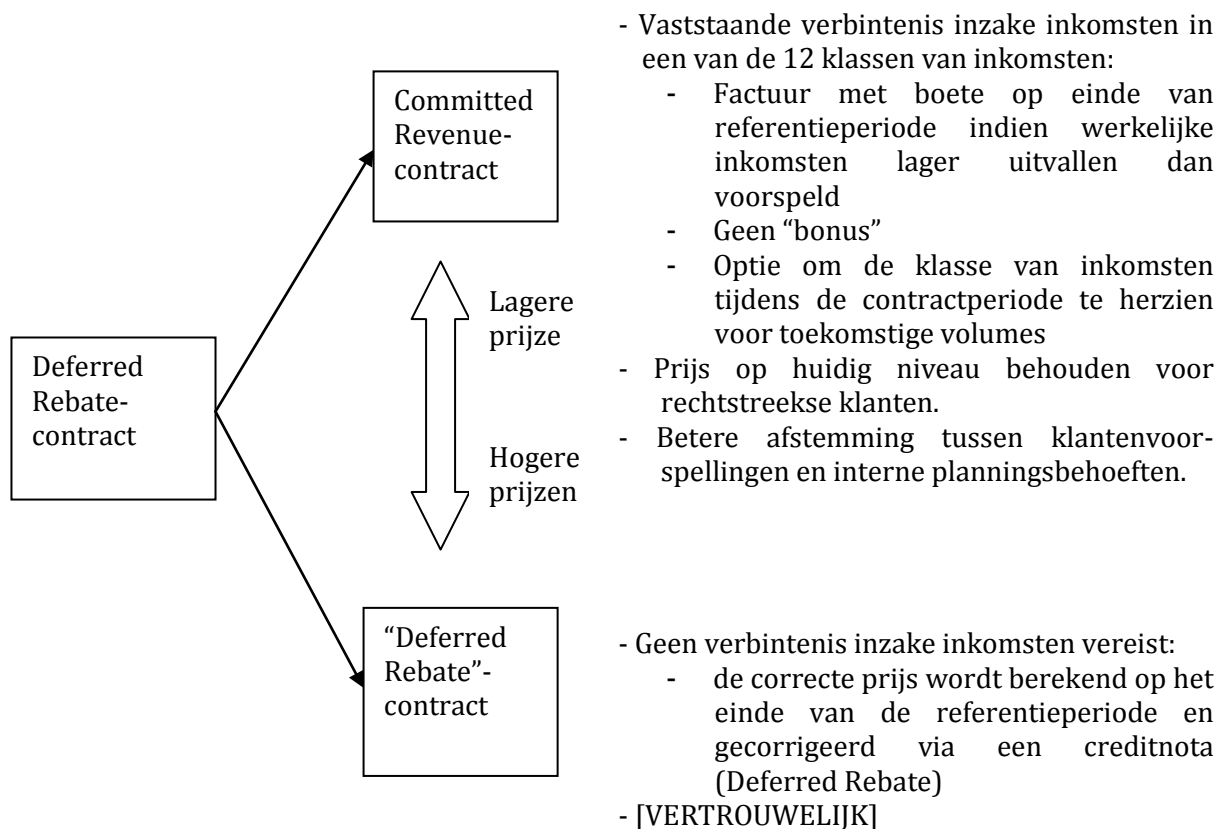 - Vaststaande verbintenis inzake inkomsten in
een van de 12 klassen van inkomsten:
- Factuur met boete op einde van
referentieperiode indien werkelijke
inkomsten lager uitvallen dan
voorspeld
- Geen “bonus”
- Optie om de klasse van inkomsten
tijdens de contractperiode te herzien
voor toekomstige volumes
- Prijs op huidig niveau behouden voor
rechtstreekse klanten.
- Betere afstemming tussen klantenvoor-
spellingen en interne planningsbehoeften.
Committed
Revenue-
contract
Lagere
prijze
Deferred
Rebate-
contract
Hogere
prijzen
“Deferred
Rebate”-
contract
- Geen verbintenis inzake inkomsten vereist:
- de correcte prijs wordt berekend op het
einde van de referentieperiode en
gecorrigeerd via een creditnota
(Deferred Rebate)
- [VERTROUWELIJK]